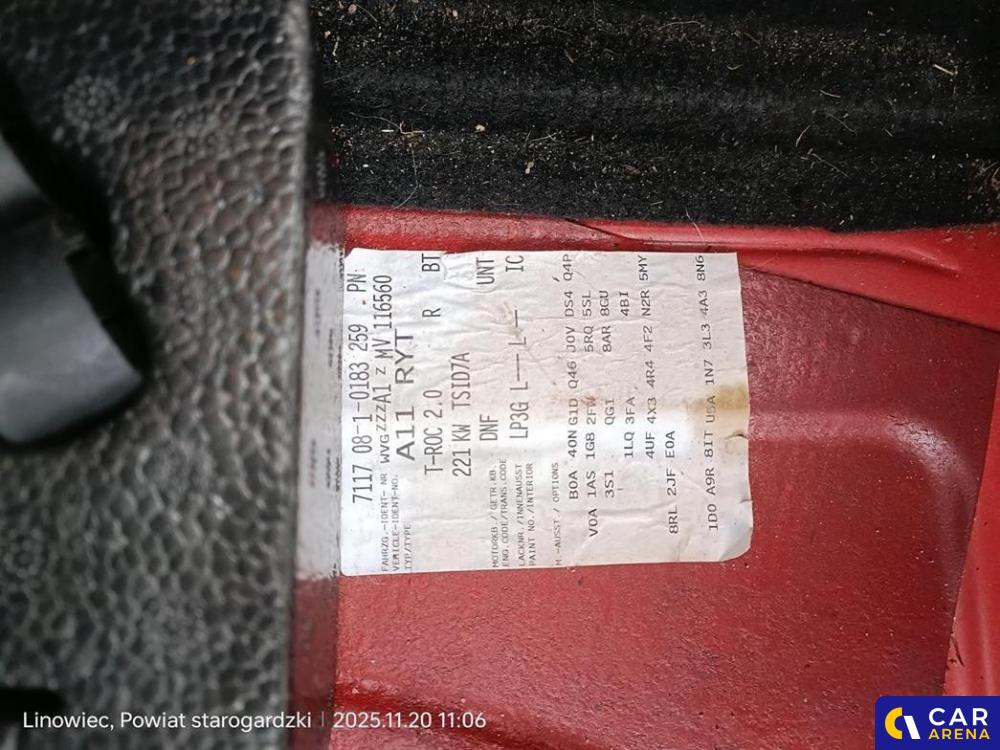 7117 08-1-0183 259 . PN
FAHRZG.-IDENT- NR
VEHICLE-IDENT-NO.
WVGZZZA1 Z MV 116560
TYP/TYPE
A11 RYT
T-ROC 2.0 R BT
221 KW TSID7A
MOTORKB./GETR.KB.
ENG.CODE/TRANS.CODE
DNF UNT
LACKNR./INNENAUSST
PAINT NO./INTERIOR
LP3G L-- L- IC
M.-AUSST./ OPTIONS
B0A 40N G1D Q46 J0V DS4 Q4P
V0A 1AS 1G8 5RQ 5SL
3S1 QG1 8AR 8GU
1LQ 3FA 4BI
4UF 4X3 4R4 4F2 N2R 5MY
8RL 2JF E0A
1D0 A9R 8IT U5A 1N7 3L3 4A3 8N6
Linowiec, Powiat starogardzki | 2025.11.20 11:06
CAR
ARENA